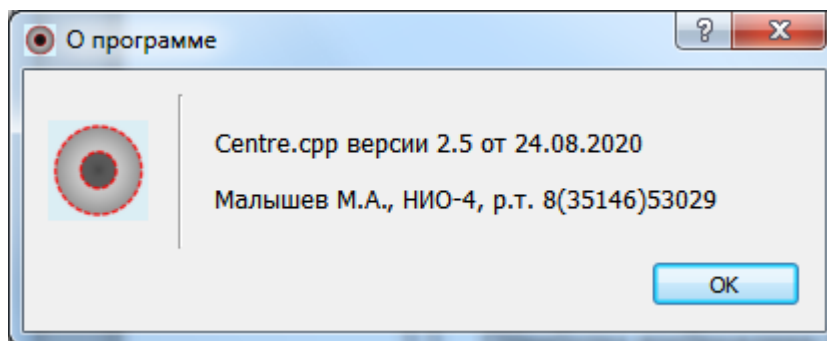 О программе
Centre.cpp версии 2.5 от 24.08.2020
Малышев М.А., НИО-4, р.т. 8(35146)53029
OK